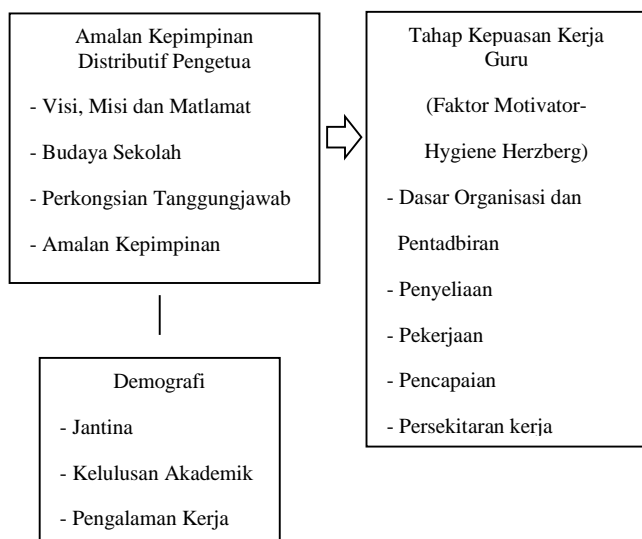 Amalan Kepimpinan
Distributif Pengetua
- Visi, Misi dan Matlamat
- Budaya Sekolah
- Perkongsian Tanggungjawab
- Amalan Kepimpinan
Tahap Kepuasan Kerja
Guru
(Faktor Motivator-
Hygiene Herzberg)
- Dasar Organisasi dan
Pentadbiran
- Penyeliaan
- Pekerjaan
- Pencapaian
- Persekitaran kerja
Demografi
- Jantina
- Kelulusan Akademik
- Pengalaman Kerja